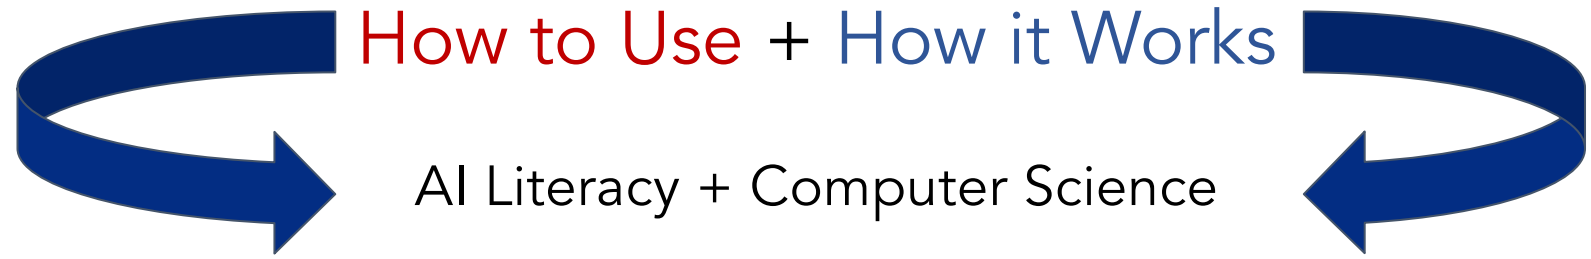 How to Use + How it Works
AI Literacy + Computer Science